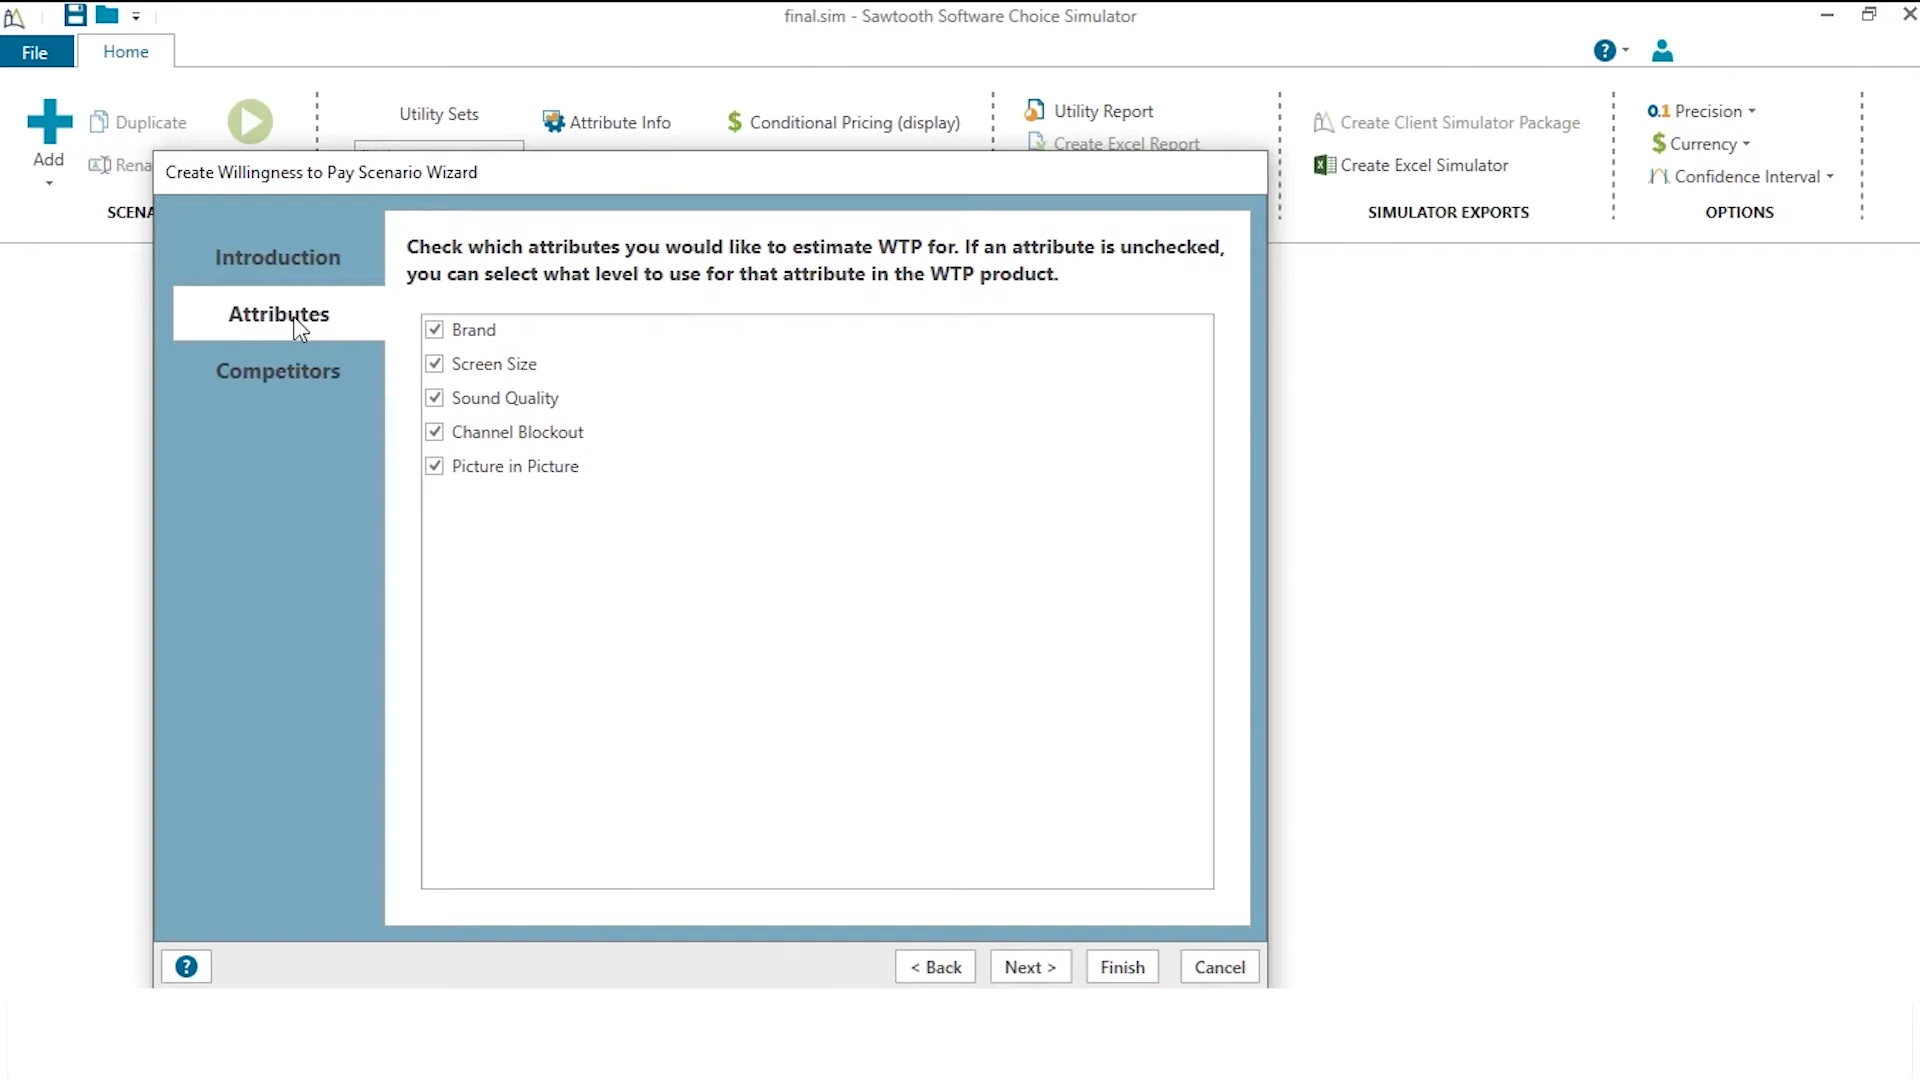 final.sim - Sawtooth Software Choice Simulator
File
Home
Add
Duplicate
Rena
SCENA
Utility Sets
Attribute Info
$ Conditional Pricing (display)
Utility Report
Create Excel Report
Create Client Simulator Package
Create Excel Simulator
SIMULATOR EXPORTS
0.1 Precision
$ Currency
Confidence Interval
OPTIONS
Create Willingness to Pay Scenario Wizard
Introduction
Attributes
Competitors
Check which attributes you would like to estimate WTP for. If an attribute is unchecked,
you can select what level to use for that attribute in the WTP product.
Brand
Screen Size
Sound Quality
Channel Blockout
Picture in Picture
?
< Back
Next >
Finish
Cancel